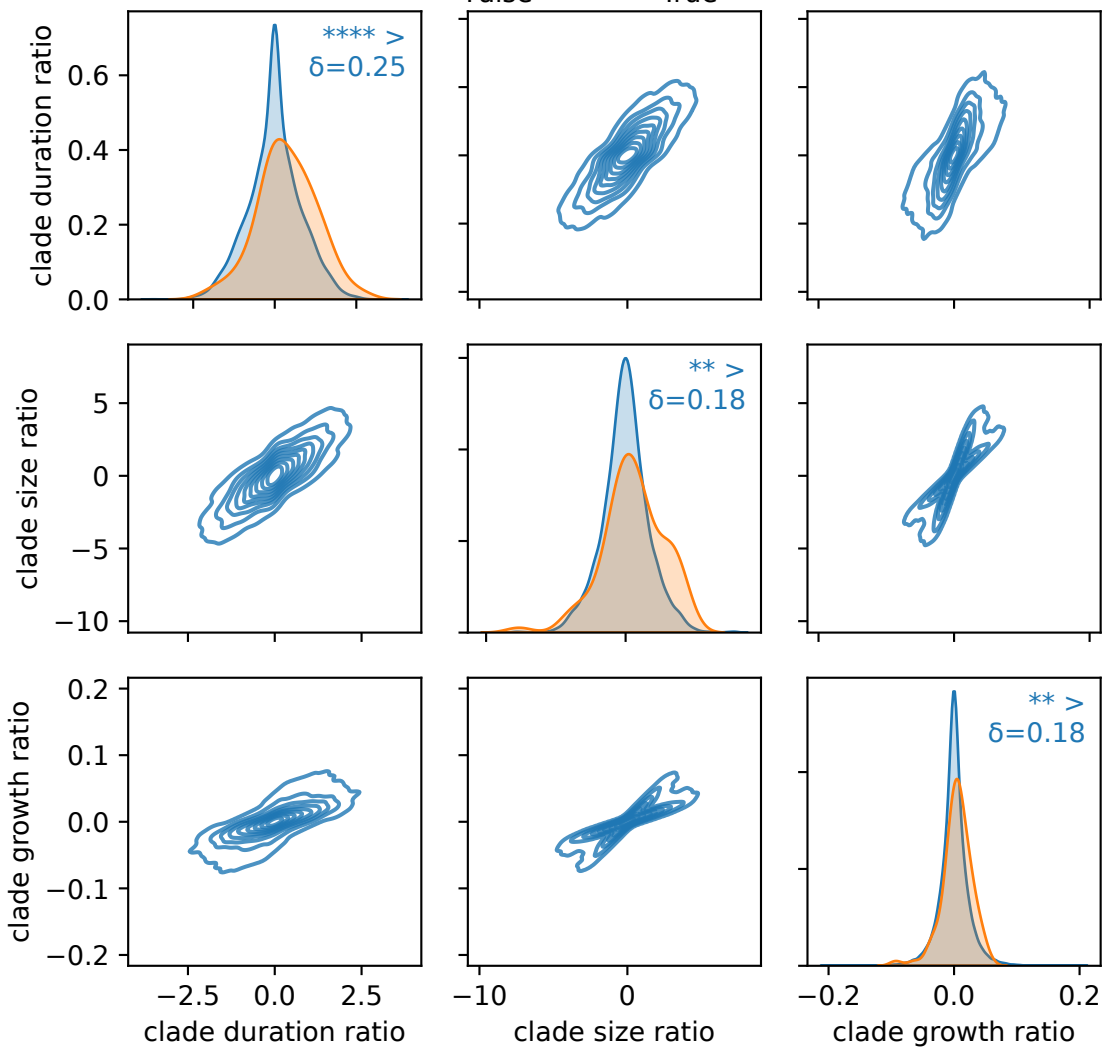 clade duration ratio
0.6
0.4
0.2
0.0
**** >
δ=0.25
clade size ratio
5
0
−5
−10
** >
δ=0.18
clade growth ratio
0.2
0.1
0.0
−0.1
−0.2
** >
δ=0.18
−2.5 0.0 2.5
−10 0
−0.2 0.0 0.2
clade duration ratio
clade size ratio
clade growth ratio